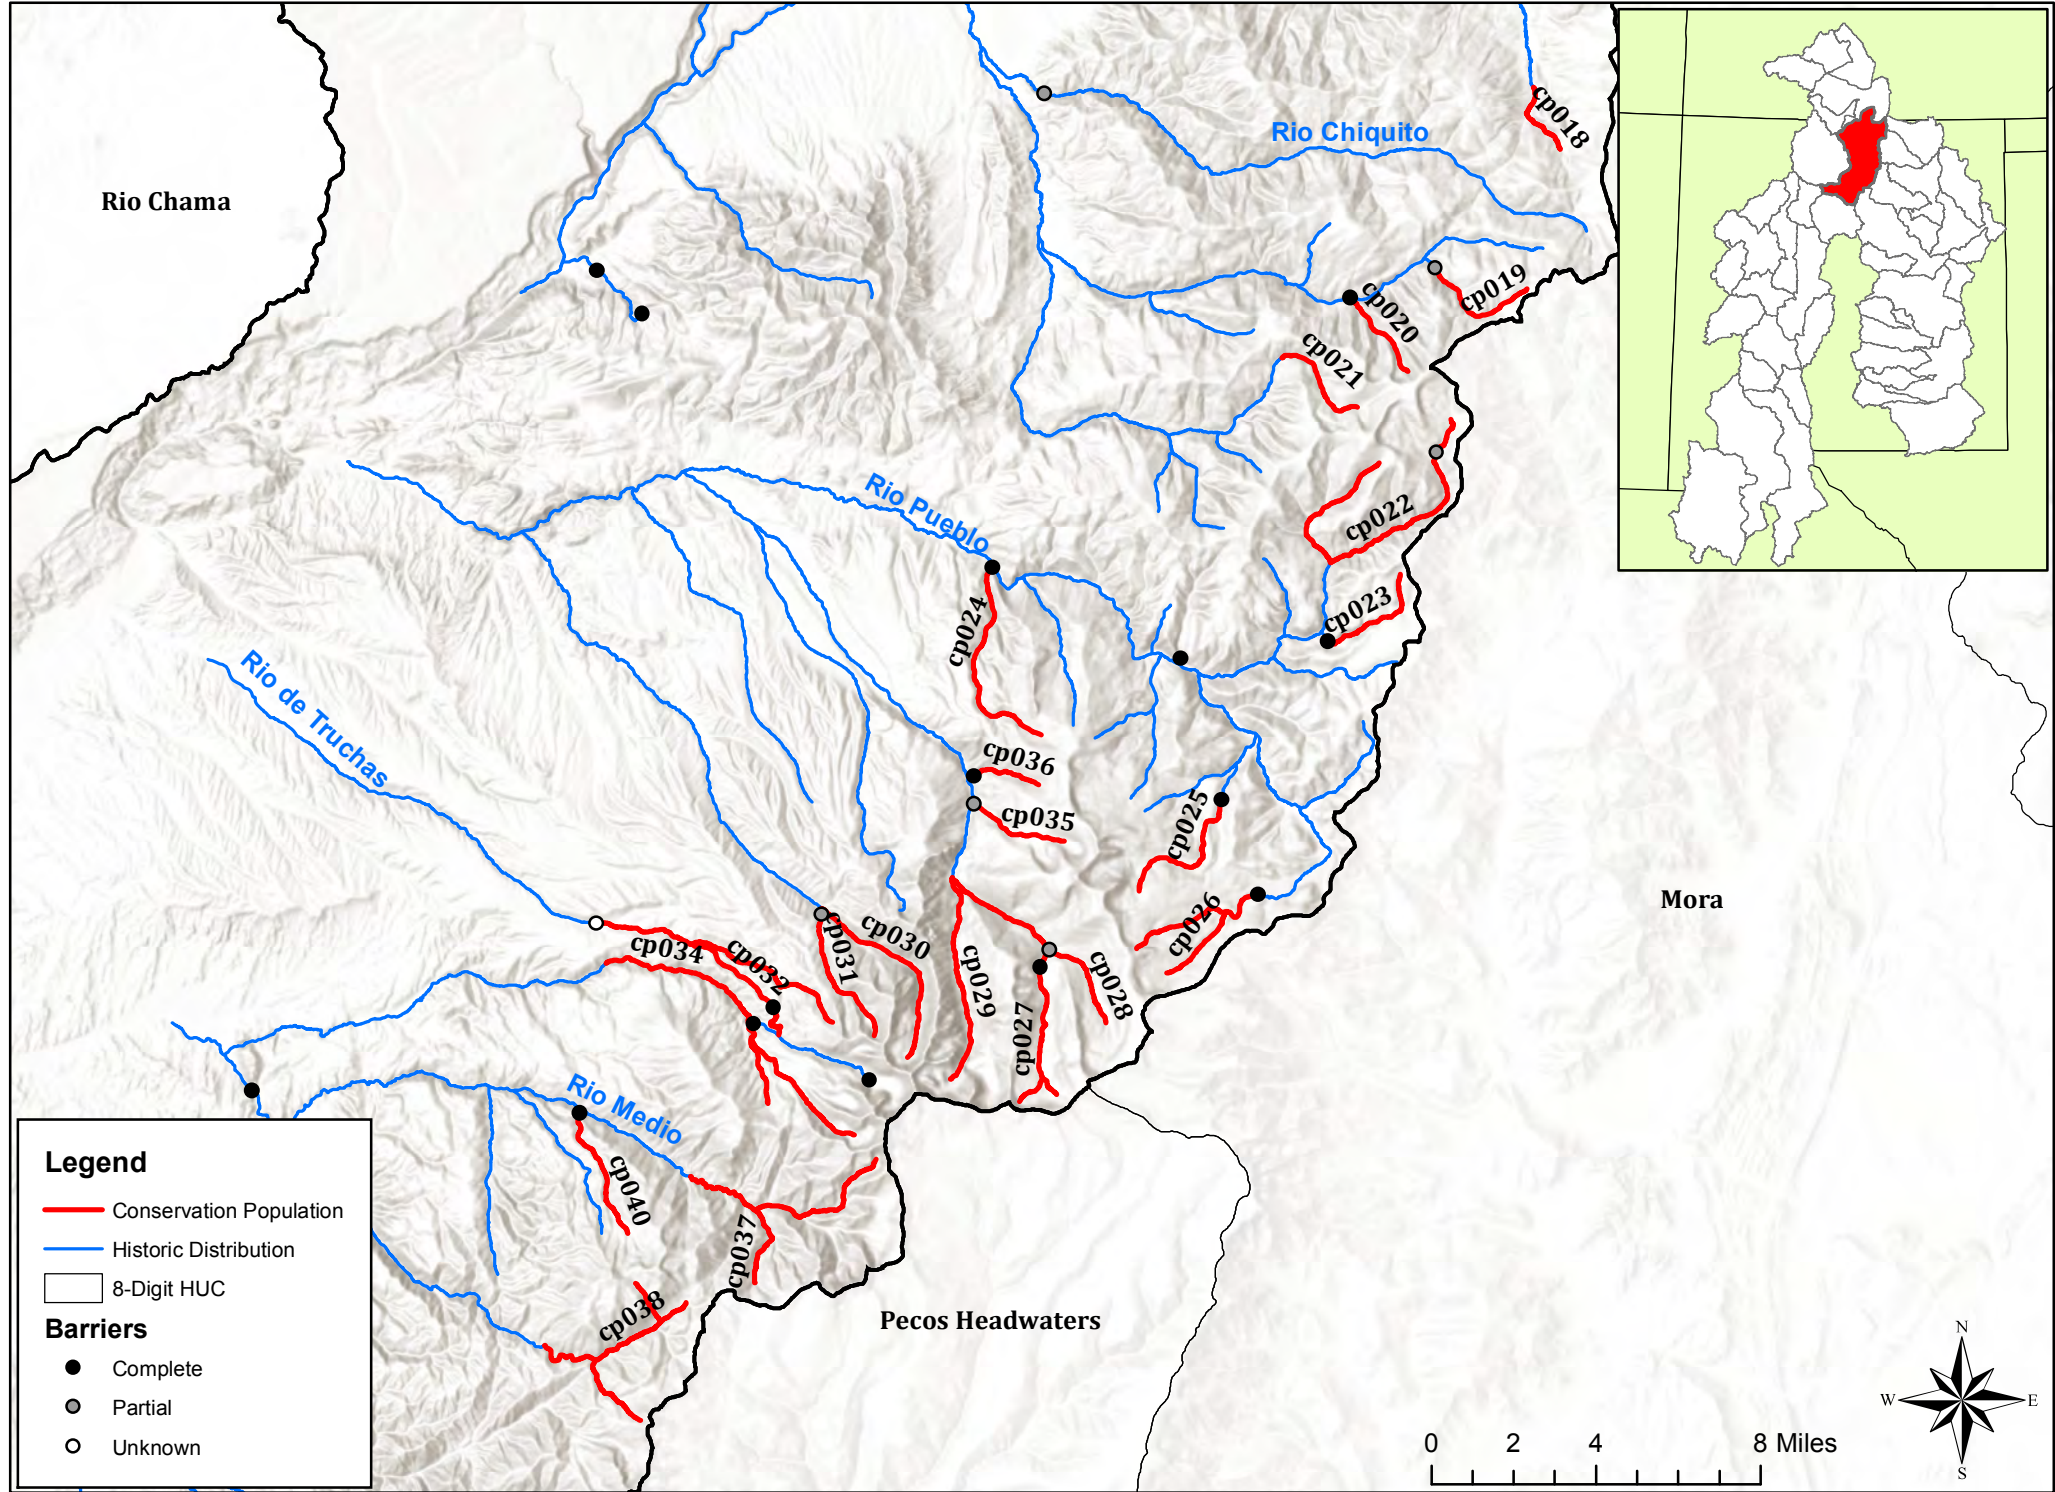 cp018
Rio Chiquito
Rio Chama
cp019
cp020
cp021
Rio Pueblo
cp022
cp023
cp024
Rio de Truchas
cp036
cp035
cp025
Mora
cp026
cp030
cp031
cp034
cp032
cp029
cp028
cp027
Rio Medio
cp040
cp037
cp038
Pecos Headwaters
Legend
Conservation Population
Historic Distribution
8-Digit HUC
Barriers
Complete
Partial
Unknown
N
W E
S
0 2 4 8 Miles